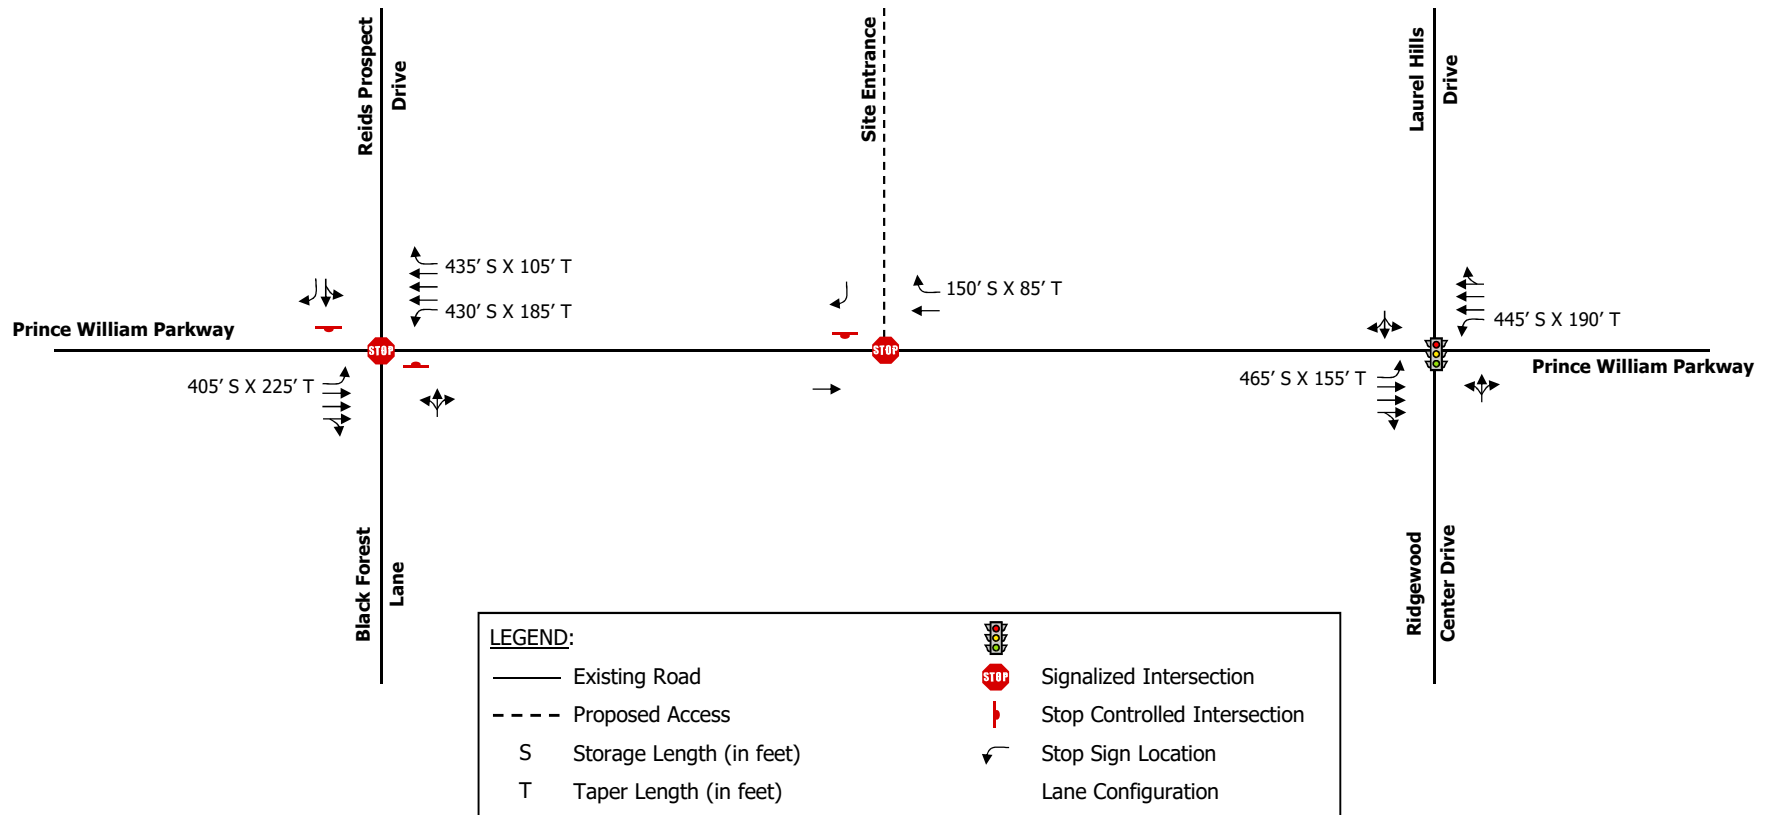 Reids Prospect
Drive
Site Entrance
Laurel Hills
Drive
435' S X 105' T
430' S X 185' T
150' S X 85' T
445' S X 190' T
Prince William Parkway
STOP
STOP
Prince William Parkway
405' S X 225' T
465' S X 155' T
Black Forest
Lane
Ridgewood
Center Drive
LEGEND:
Existing Road
STOP Signalized Intersection
Proposed Access
Stop Controlled Intersection
S Storage Length (in feet)
Stop Sign Location
T Taper Length (in feet)
Lane Configuration